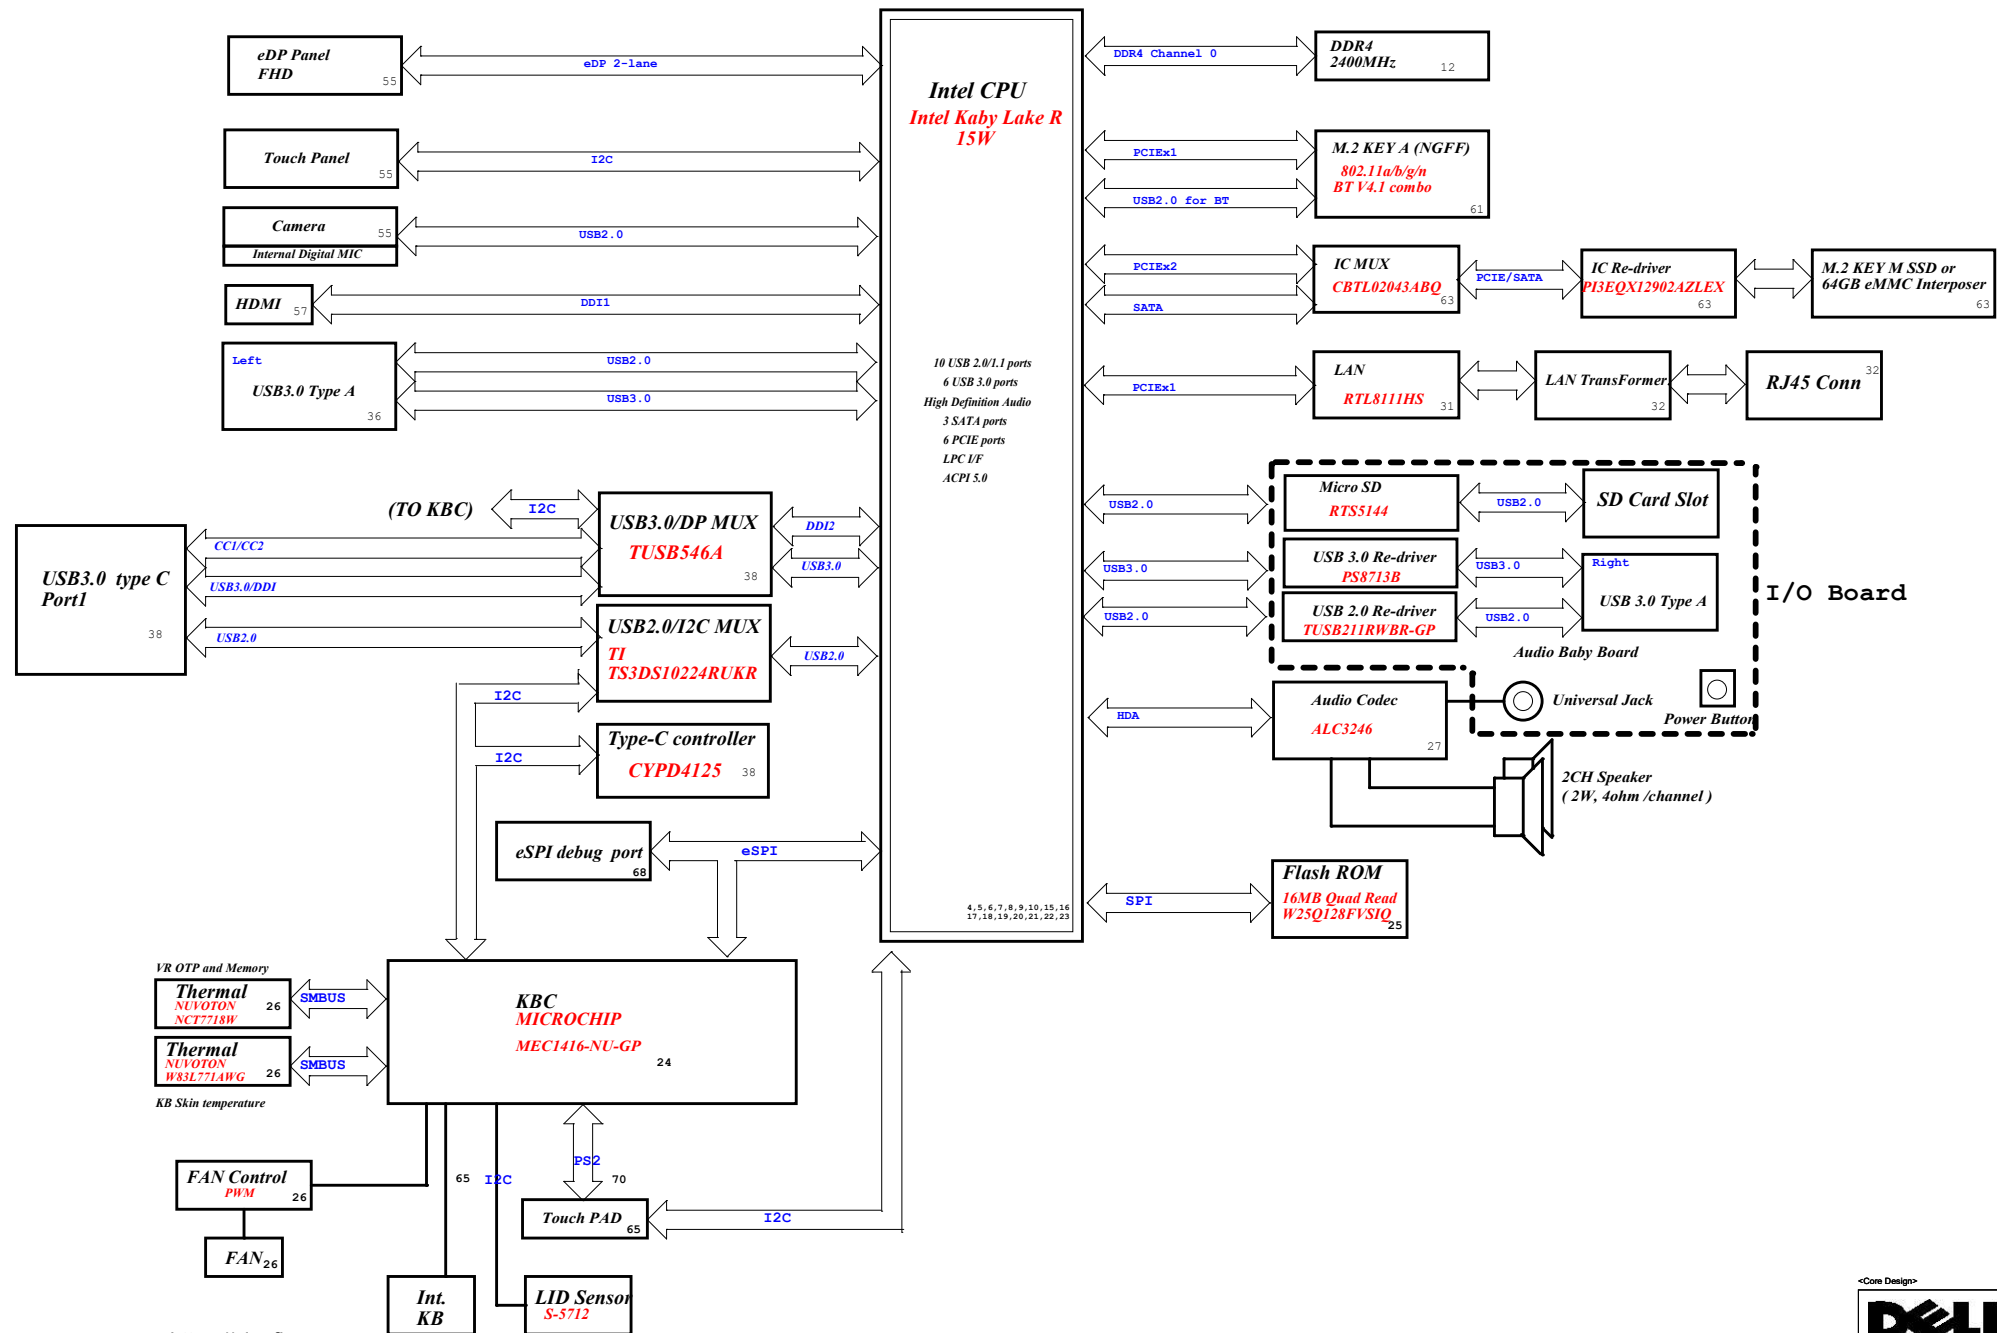 eDP Panel
FHD
55
eDP 2-lane
Touch Panel
55
I2C
Camera
55
Internal Digital MIC
USB2.0
HDMI
57
DDI1
Left
USB3.0 Type A
36
USB2.0
USB3.0
Intel CPU
Intel Kaby Lake R
15W
10 USB 2.0/1.1 ports
6 USB 3.0 ports
High Definition Audio
3 SATA ports
6 PCIE ports
LPC I/F
ACPI 5.0
4,5,6,7,8,9,10,15,16
17,18,19,20,21,22,23
DDR4 Channel 0
DDR4
2400MHz
12
PCIEx1
USB2.0 for BT
M.2 KEY A (NGFF)
802.11a/b/g/n
BT V4.1 combo
61
PCIEx2
SATA
IC MUX
CBTL02043ABQ
63
PCIE/SATA
IC Re-driver
PI3EQX12902AZLEX
63
M.2 KEY M SSD or
64GB eMMC Interposer
63
PCIEx1
LAN
RTL8111HS
31
LAN TransFormer
32
RJ45 Conn
32
(TO KBC)
I2C
USB3.0/DP MUX
TUSB546A
38
DDI2
USB3.0
USB3.0 type C
Port1
38
CC1/CC2
USB3.0/DDI
USB2.0
USB2.0/I2C MUX
TI
TS3DS10224RUKR
USB2.0
I2C
I2C
Type-C controller
CYPD4125
38
USB2.0
Micro SD
RTS5144
USB2.0
SD Card Slot
USB3.0
USB 3.0 Re-driver
PS8713B
USB3.0
Right
USB 3.0 Type A
USB2.0
USB 2.0 Re-driver
TUSB211RWBR-GP
USB2.0
I/O Board
Audio Baby Board
HDA
Audio Codec
ALC3246
27
Universal Jack
Power Button
2CH Speaker
( 2W, 4ohm /channel )
eSPI debug port
68
eSPI
SPI
Flash ROM
16MB Quad Read
W25Q128FVSIQ
25
VR OTP and Memory
Thermal
NUVOTON
NCT7718W
26
SMBUS
Thermal
NUVOTON
W83L771AWG
26
SMBUS
KB Skin temperature
KBC
MICROCHIP
MEC1416-NU-GP
24
FAN Control
PWM
26
FAN
26
65
I2C
PS2
70
Touch PAD
65
I2C
Int.
KB
LID Sensor
S-5712
<Core Design>
DELL